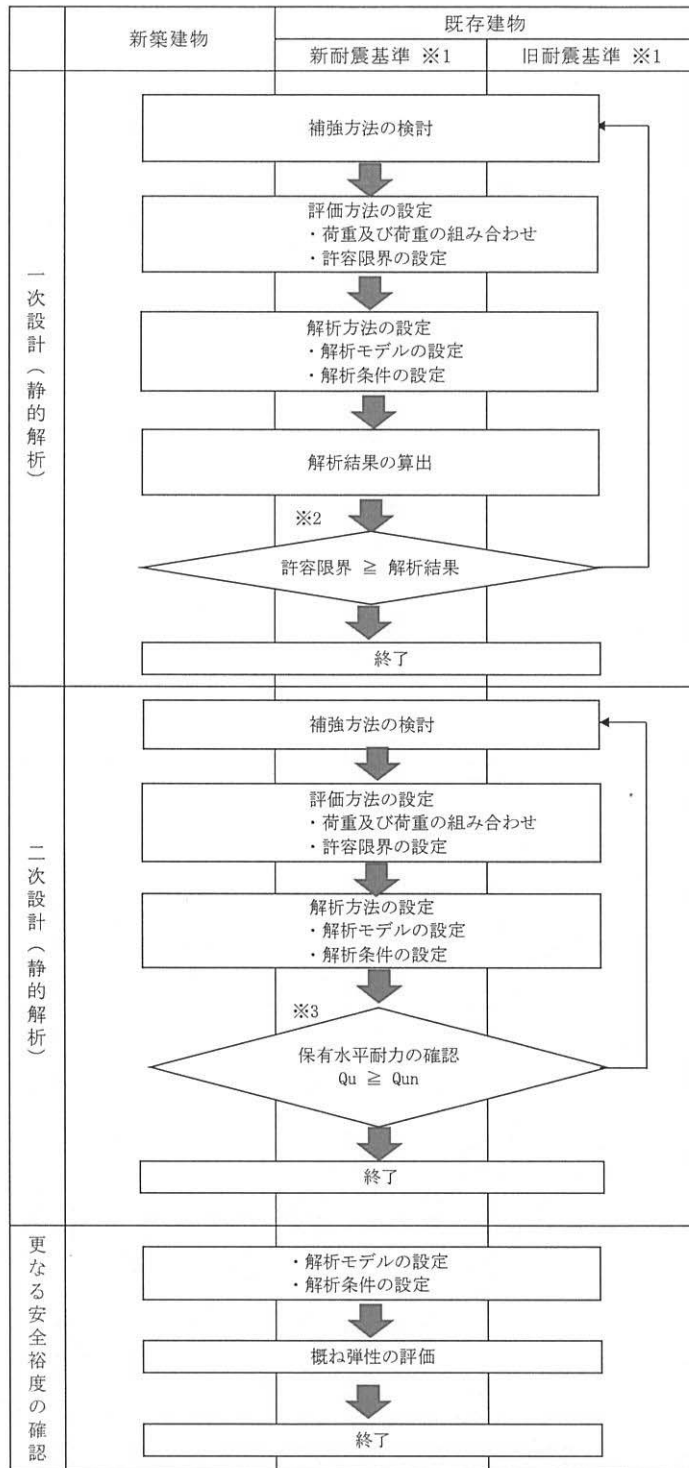 新築建物
既存建物
新耐震基準 ※1
旧耐震基準 ※1
一次設計（静的解析）
補強方法の検討
評価方法の設定
・荷重及び荷重の組み合わせ
・許容限界の設定
解析方法の設定
・解析モデルの設定
・解析条件の設定
解析結果の算出
※2
許容限界 ≧ 解析結果
終了
二次設計（静的解析）
補強方法の検討
評価方法の設定
・荷重及び荷重の組み合わせ
・許容限界の設定
解析方法の設定
・解析モデルの設定
・解析条件の設定
※3
保有水平耐力の確認
Qu ≧ Qun
終了
更なる安全裕度の確認
・解析モデルの設定
・解析条件の設定
概ね弾性の評価
終了